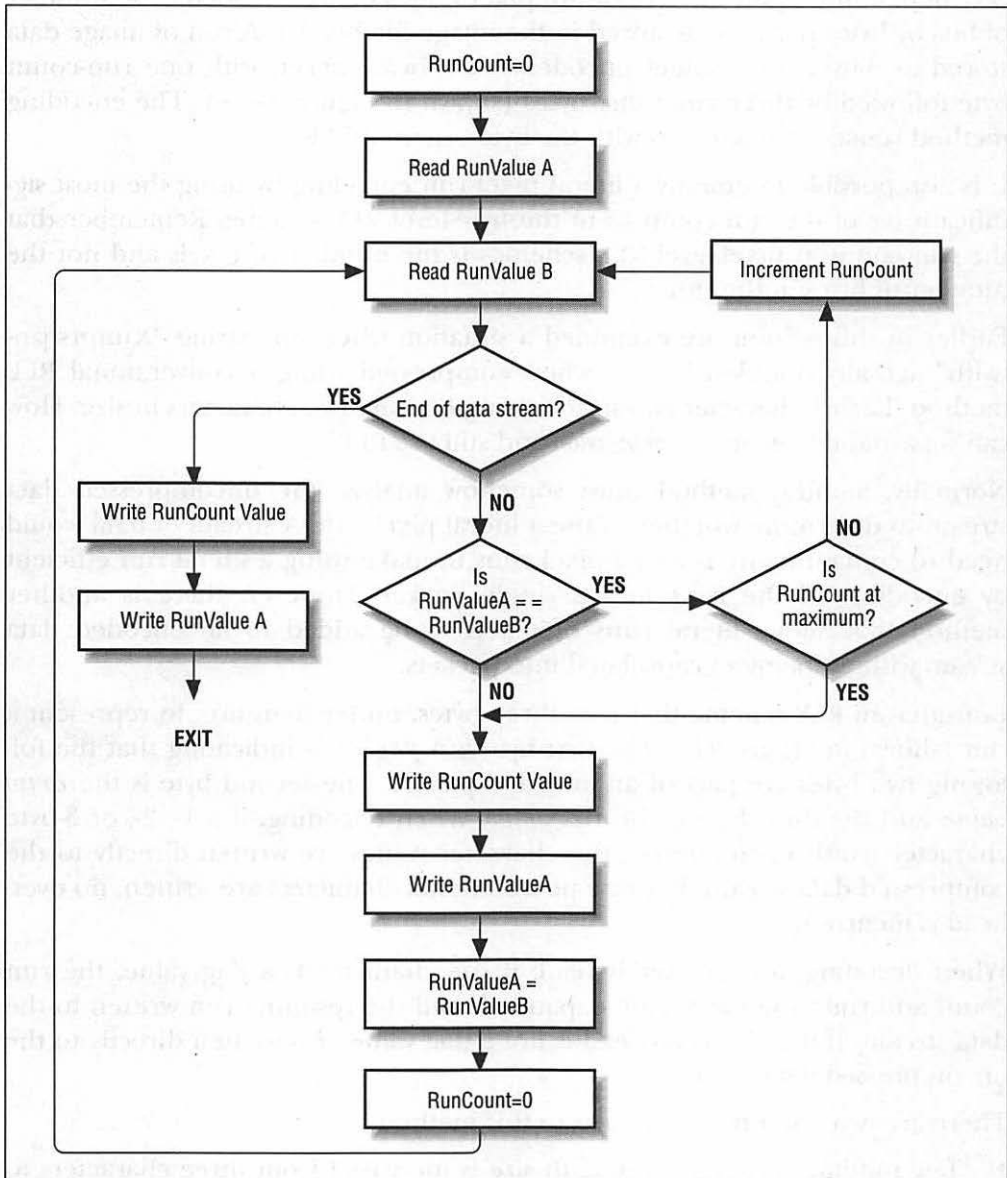 RunCount=0
Read RunValue A
Read RunValue B
Increment RunCount
YES
End of data stream?
NO
NO
Write RunCount Value
Is
RunValueA = =
RunValueB?
YES
Is
RunCount at
maximum?
Write RunValue A
NO
YES
EXIT
Write RunCount Value
Write RunValueA
RunValueA =
RunValueB
RunCount=0